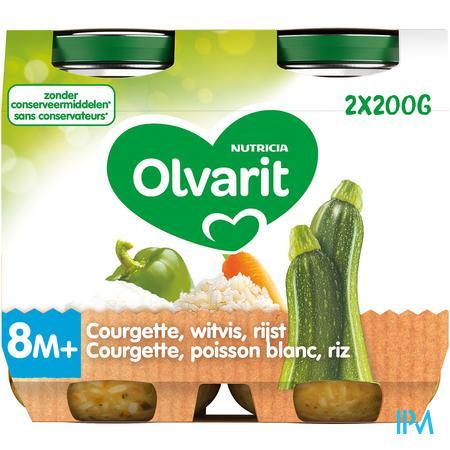 zonder
conserveermiddelen*
sans conservateurs*
2X200G
NUTRICIA
Olvarit
8M+
Courgette, witvis, rijst
Courgette, poisson blanc, riz
IPM